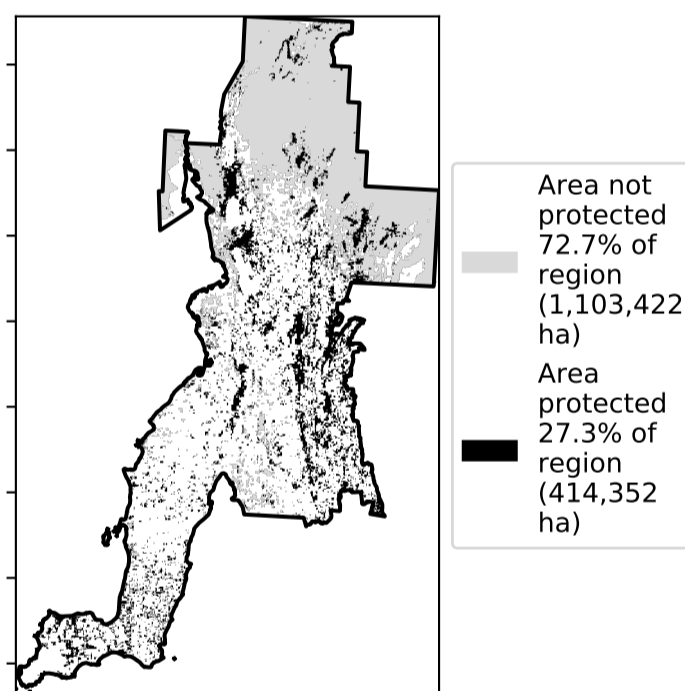 Area not
protected
72.7% of
region
(1,103,422
ha)
Area
protected
27.3% of
region
(414,352
ha)